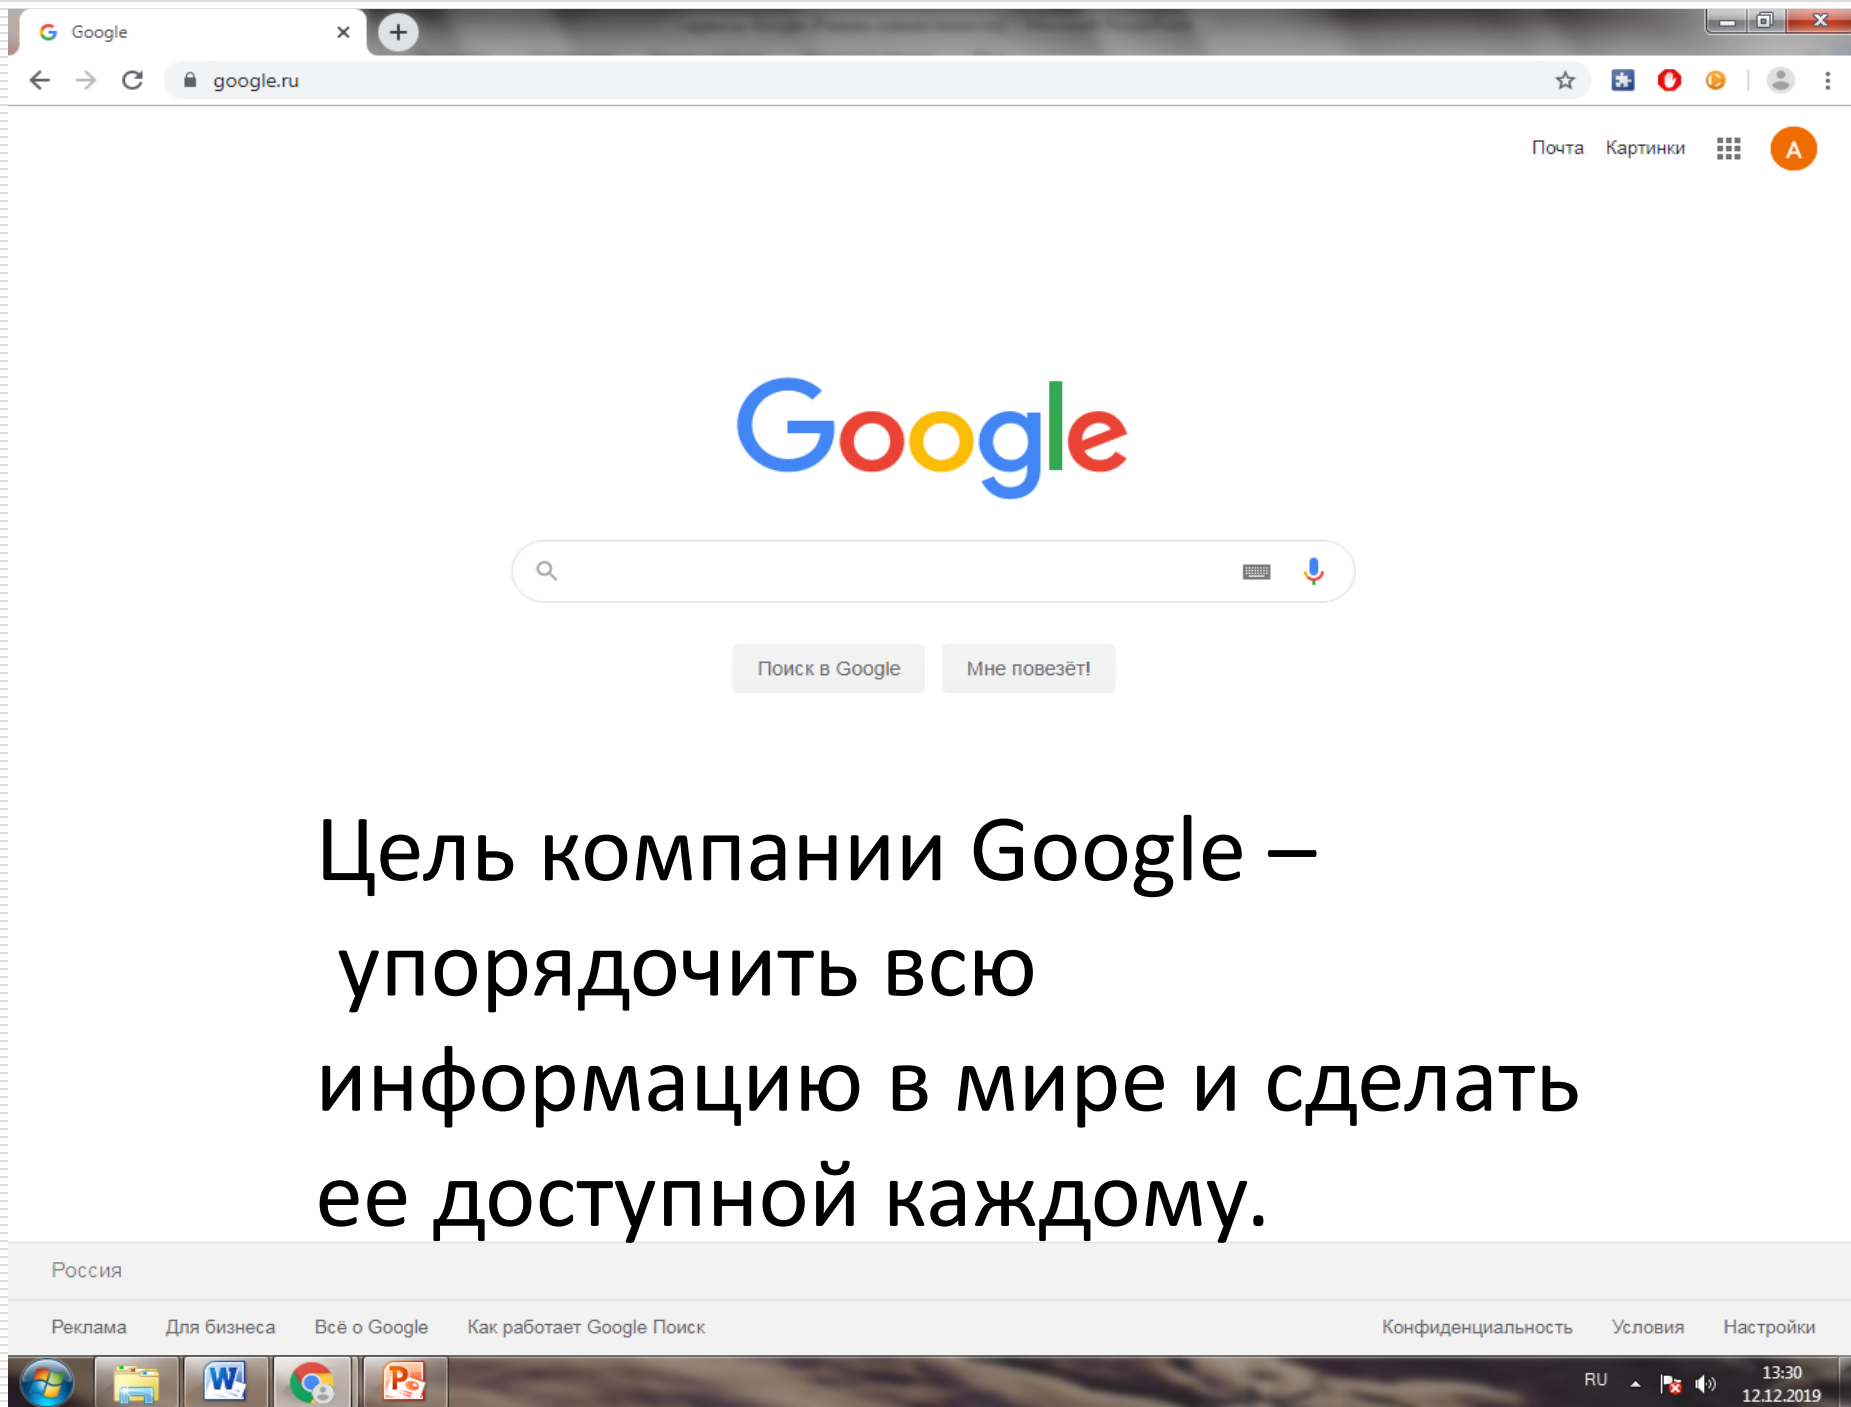 Google
google.ru
Почта Картинки
A
Google
Поиск в Google Мне повезёт!
Цель компании Google –
упорядочить всю
информацию в мире и сделать
ее доступной каждому.
Россия
Реклама Для бизнеса Всё о Google Как работает Google Поиск Конфиденциальность Условия Настройки
RU 13:30
12.12.2019